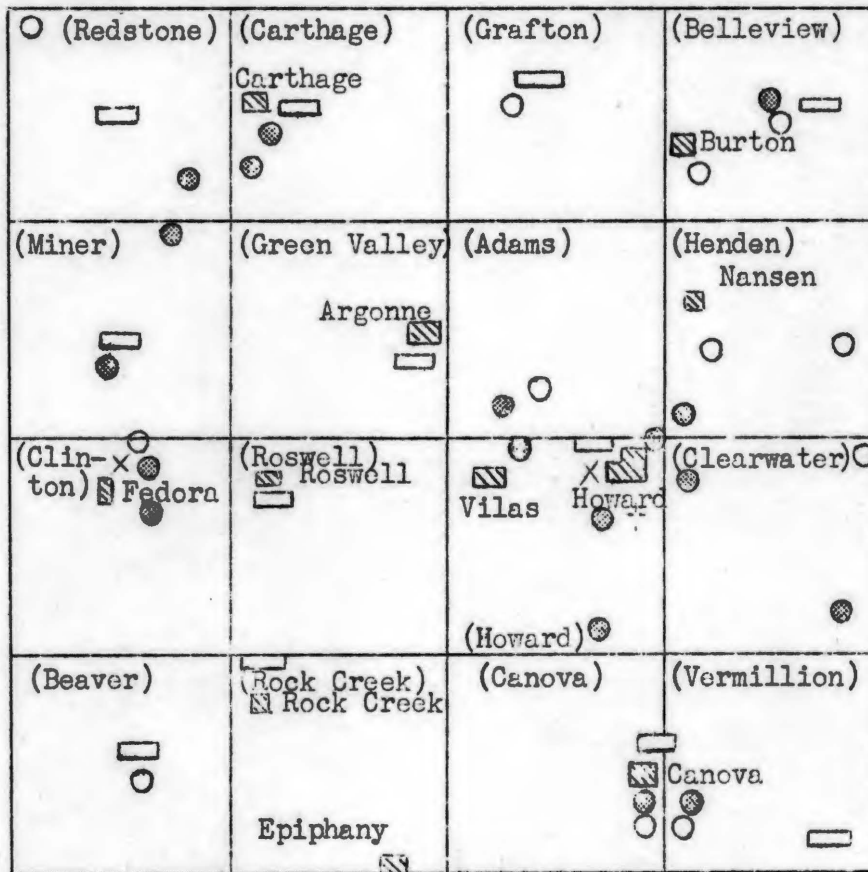 (Redstone)
(Carthage)
(Grafton)
(Belleview)
Carthage
Burton
(Miner)
(Green Valley)
(Adams)
(Henden)
Nansen
Argonne
(Clin-
ton)
Fedora
(Roswell)
Roswell
Vilas
Howard
(Clearwater)
(Howard)
(Beaver)
(Rock Creek)
Rock Creek
(Canova)
(Vermillion)
Canova
Epiphany